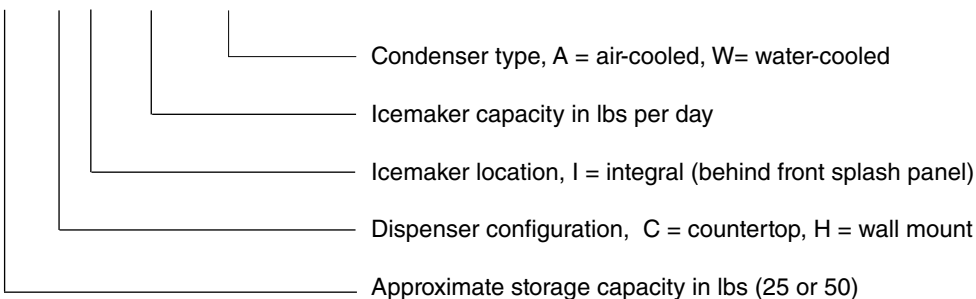 Condenser type, A = air-cooled, W= water-cooled
Icemaker capacity in lbs per day
Icemaker location, I = integral (behind front splash panel)
Dispenser configuration,  C = countertop, H = wall mount
Approximate storage capacity in lbs (25 or 50)